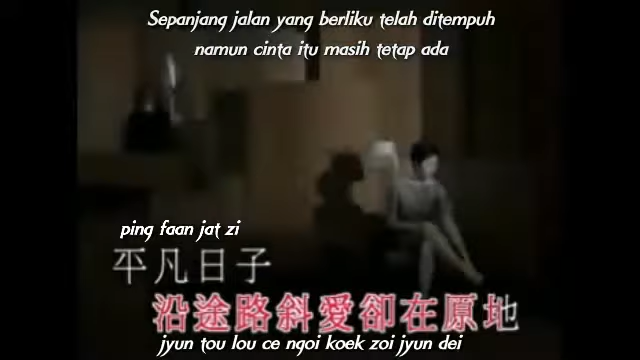 Sepanjang jalan yang berliku telah ditempuh
namun cinta itu masih tetap ada
ping faan jat zi
平凡日子
沿途路斜愛卻在原地
jyun tou lou ce ngoi koek zoi jyun dei